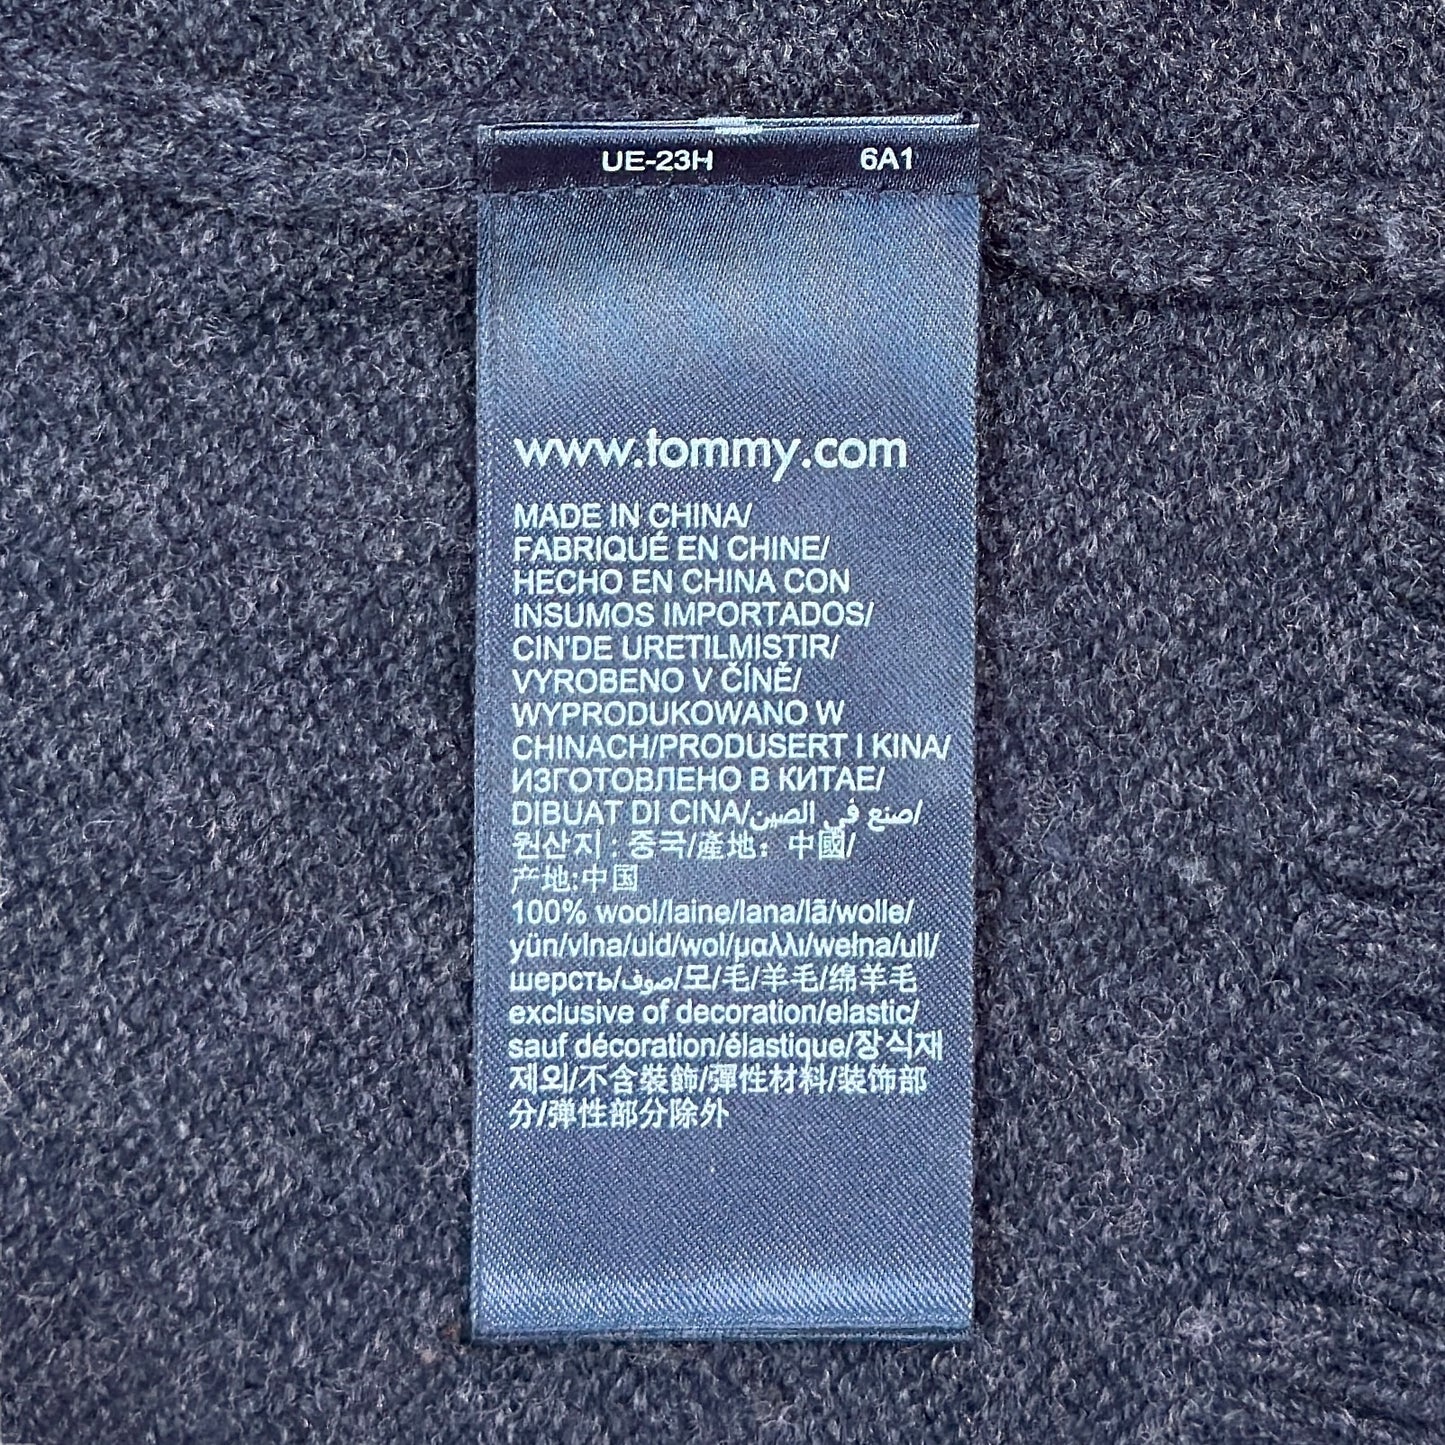 UE-23H 6A1
www.tommy.com
MADE IN CHINA/
FABRIQUÉ EN CHINE/
HECHO EN CHINA CON
INSUMOS IMPORTADOS/
CIN'DE URETILMISTIR/
VYROBENO V ČÍNĚ/
WYPRODUKOWANO W
CHINACH/PRODUSERT I KINA/
ИЗГОТОВЛЕНО В КИТАЕ/
DIBUAT DI CINA/صنع في الصين/
원산지 : 중국/產地：中國/
产地:中国
100% wool/laine/lana/lã/wolle/
yün/vlna/uld/wol/μαλλι/wełna/ull/
шерсть/صوف/모/毛/羊毛/绵羊毛
exclusive of decoration/elastic/
sauf décoration/élastique/장식재
제외/不含裝飾/彈性材料/装饰部
分/弹性部分除外